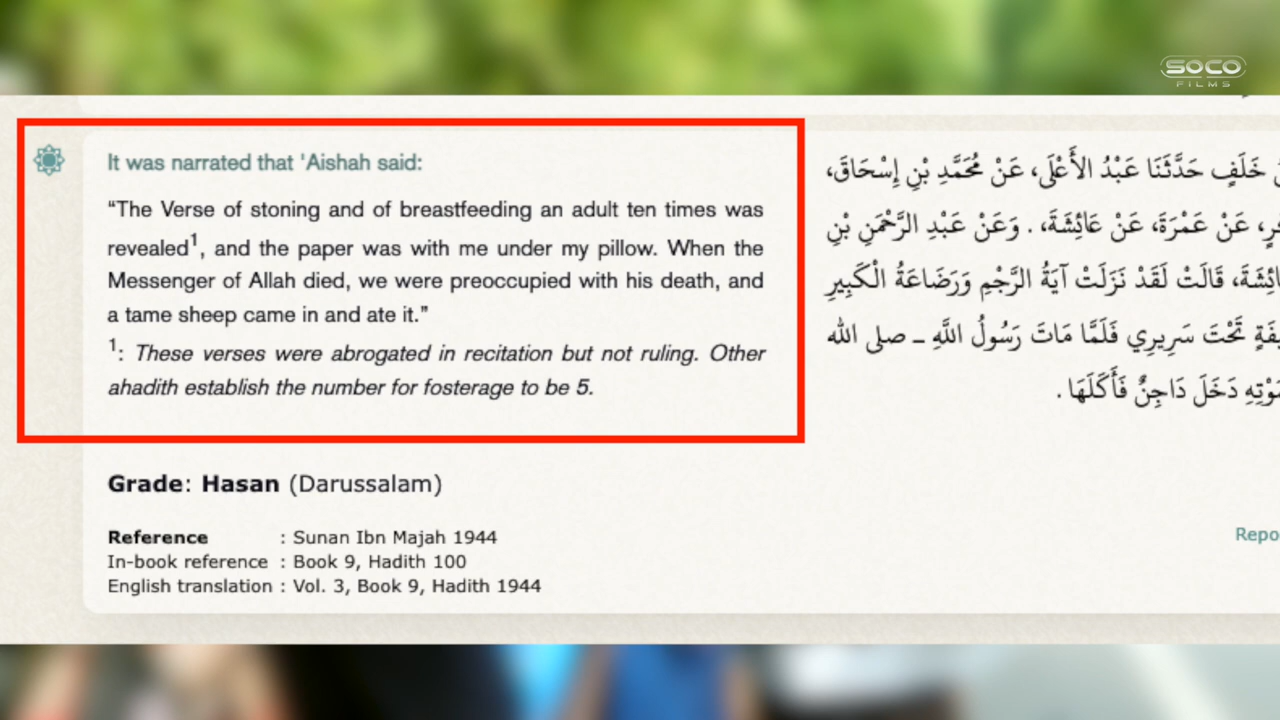 SOCO
FILMS
It was narrated that 'Aishah said:
“The Verse of stoning and of breastfeeding an adult ten times was
revealed1, and the paper was with me under my pillow. When the
Messenger of Allah died, we were preoccupied with his death, and
a tame sheep came in and ate it.”
1: These verses were abrogated in recitation but not ruling. Other
ahadith establish the number for fosterage to be 5.
خَلَفٍ حَدَّثَنَا عَبْدُ الأَعْلَى، عَنْ مُحَمَّدِ بْنِ إِسْحَاقَ،
عَنْ عَمْرَةَ، عَنْ عَائِشَةَ، . وَعَنْ عَبْدِ الرَّحْمَنِ بْنِ
قَالَتْ لَقَدْ نَزَلَتْ آيَةُ الرَّجْمِ وَرَضَاعَةُ الْكَبِيرِ
تَحْتَ سَرِيرِي فَلَمَّا مَاتَ رَسُولُ اللَّهِ ـ صلى الله
دَخَلَ دَاجِنٌ فَأَكَلَهَا .
Grade: Hasan (Darussalam)
Reference : Sunan Ibn Majah 1944
In-book reference : Book 9, Hadith 100
English translation : Vol. 3, Book 9, Hadith 1944
Repo